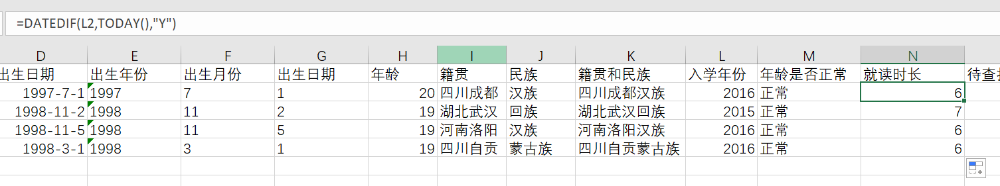 =DATEDIF(L2,TODAY(),"Y")
D E F G H I J K L M N
出生日期 出生年份 出生月份 出生日期 年龄 籍贯 民族 籍贯和民族 入学年份 年龄是否正常 就读时长 待查
1997-7-1 1997 7 1 20 四川成都 汉族 四川成都汉族 2016 正常 6
1998-11-2 1998 11 2 19 湖北武汉 回族 湖北武汉回族 2015 正常 7
1998-11-5 1998 11 5 19 河南洛阳 汉族 河南洛阳汉族 2016 正常 6
1998-3-1 1998 3 1 19 四川自贡 蒙古族 四川自贡蒙古族 2016 正常 6